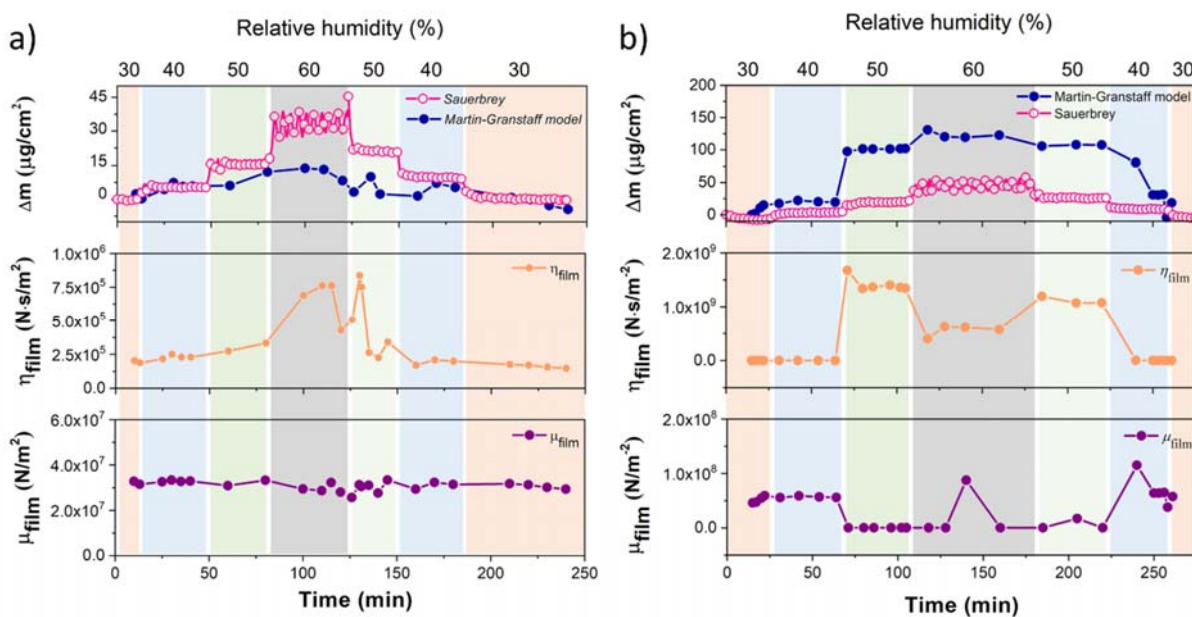 a)
Relative humidity (%)
30 40 50 60 50 40 30
Δm (μg/cm²)
45
30
15
0
Sauerbrey
Martin-Granstaff model
η_film (N·s/m²)
1.0x10⁶
7.5x10⁵
5.0x10⁵
2.5x10⁵
0.0
η_film
μ_film (N/m²)
6.0x10⁷
4.0x10⁷
2.0x10⁷
0.0
μ_film
0 50 100 150 200 250
Time (min)
b)
Relative humidity (%)
30 40 50 60 50 40 30
Δm (μg/cm²)
200
150
100
50
0
Martin-Granstaff model
Sauerbrey
η_film (N·s/m⁻²)
2.0x10⁹
1.0x10⁹
0.0
η_film
μ_film (N/m⁻²)
2.0x10⁸
1.0x10⁸
0.0
μ_film
0 50 100 150 200 250
Time (min)